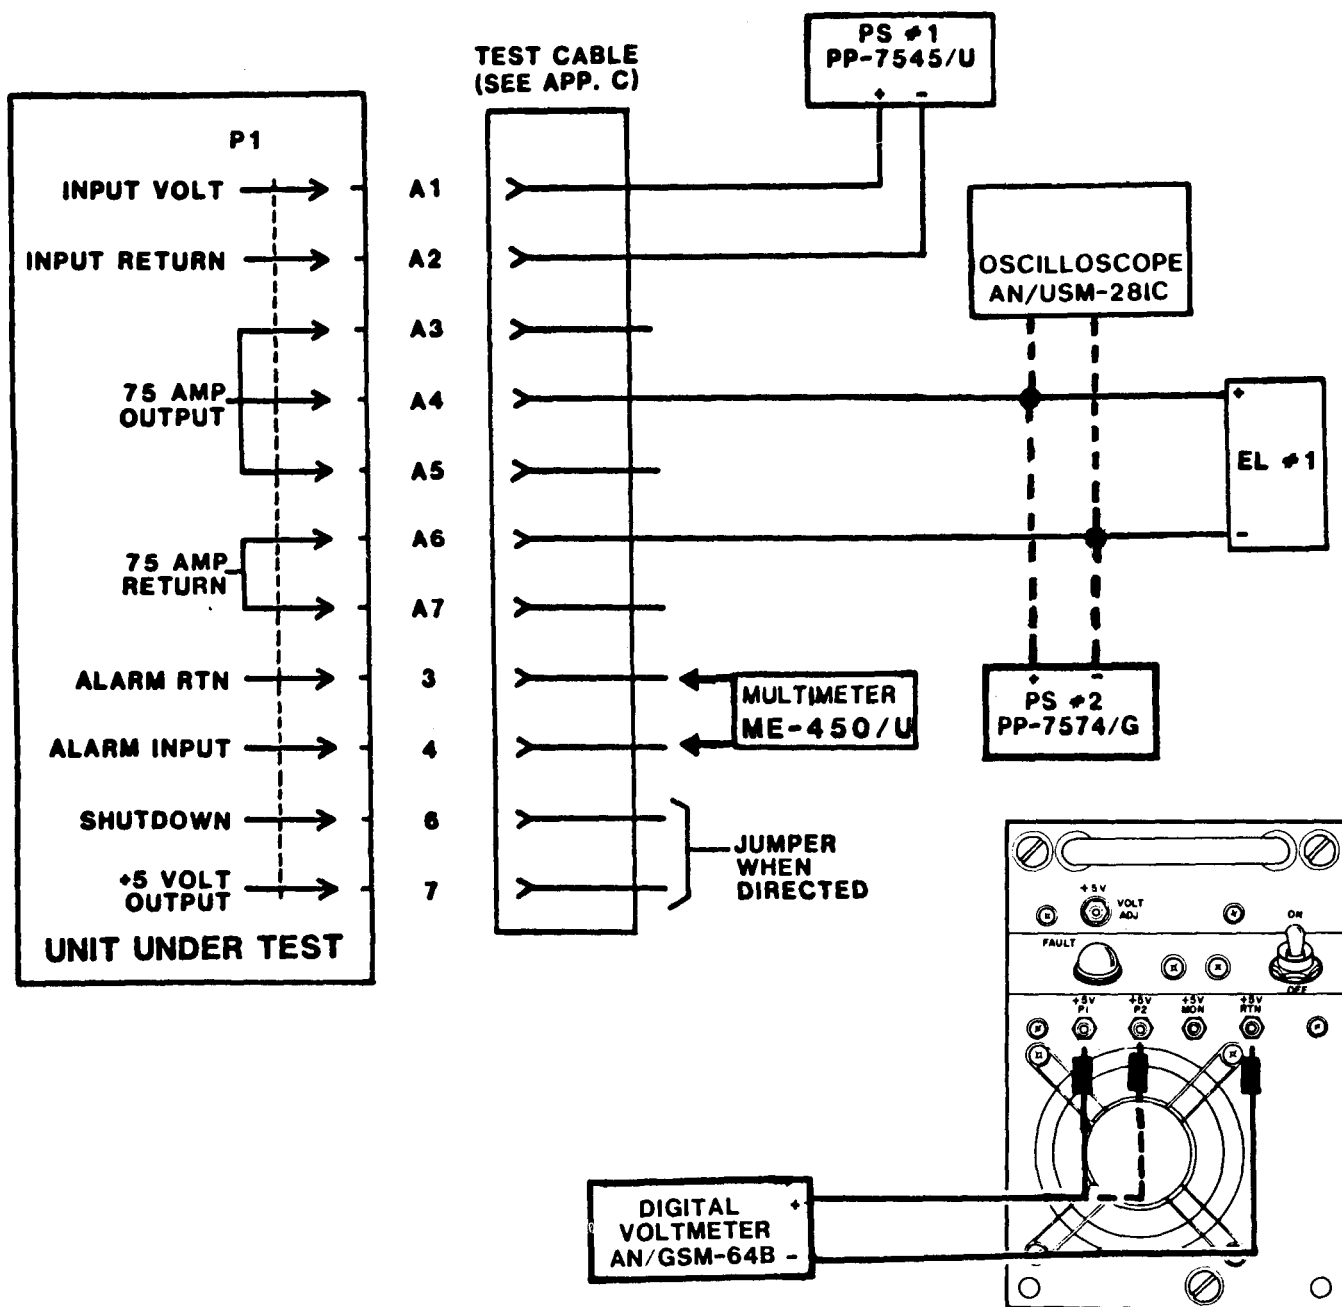 PS #1
PP-7545/U
+ -
TEST CABLE
(SEE APP. C)
P1
INPUT VOLT
A1
INPUT RETURN
A2
OSCILLOSCOPE
AN/USM-281C
A3
75 AMP
OUTPUT
A4
A5
+
EL #1
-
A6
75 AMP
RETURN
A7
ALARM RTN
3
MULTIMETER
ME-450/U
ALARM INPUT
4
+ -
PS #2
PP-7574/G
SHUTDOWN
6
+5 VOLT
OUTPUT
7
JUMPER
WHEN
DIRECTED
UNIT UNDER TEST
+5V
VOLT
ADJ
ON
FAULT
OFF
+5V
P1
+5V
P2
+5V
MON
+5V
RTN
DIGITAL +
VOLTMETER
AN/GSM-64B -